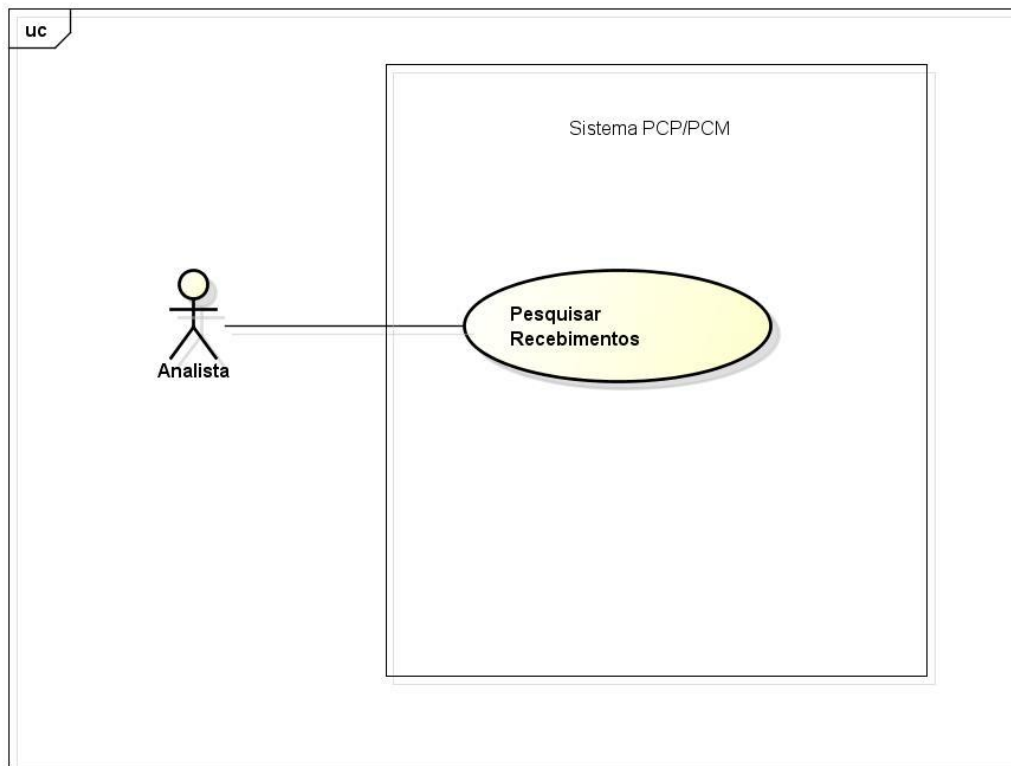 uc
Sistema PCP/PCM
Pesquisar
Recebimentos
Analista